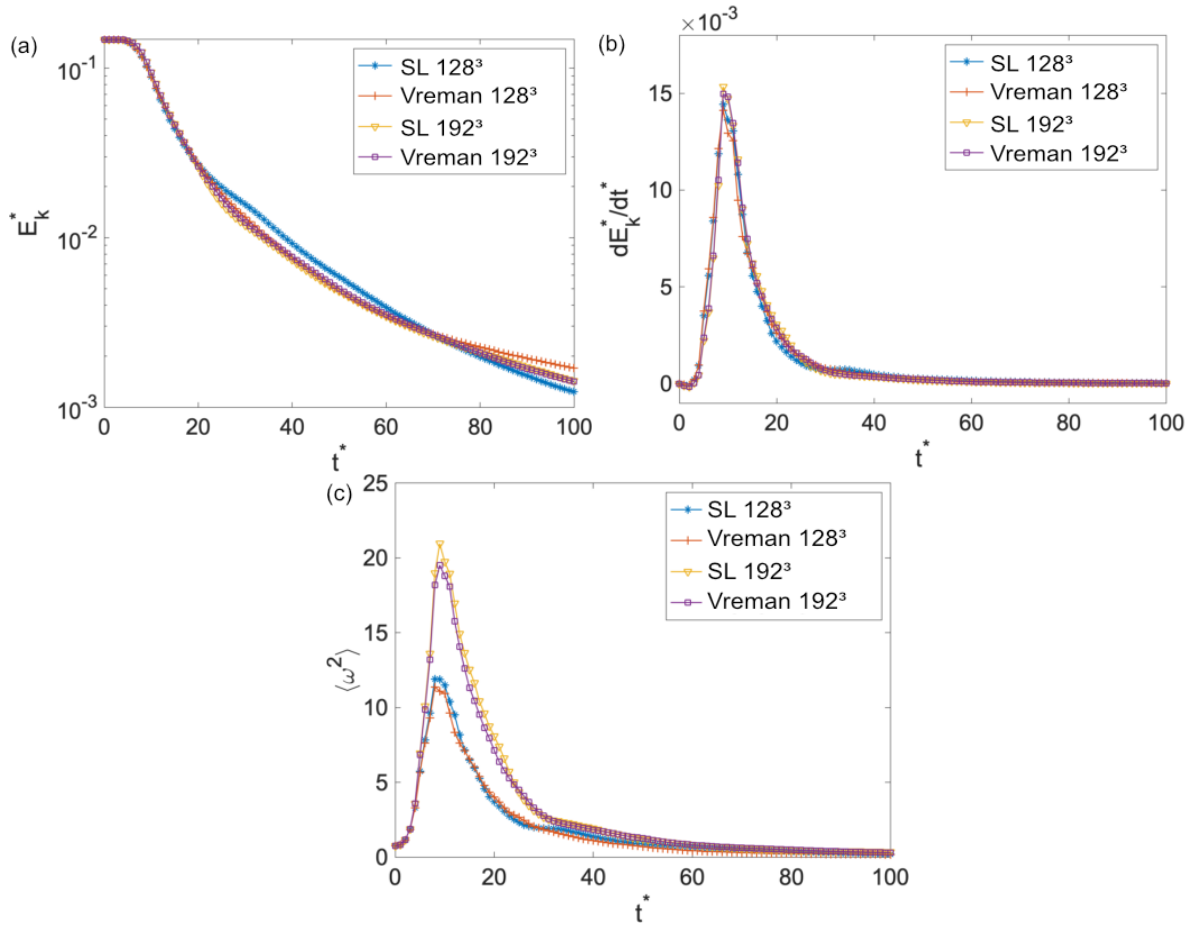 (a)
SL 128³
Vreman 128³
SL 192³
Vreman 192³
10⁻¹
10⁻²
10⁻³
E*ₖ
0 20 40 60 80 100
t*
(b)
×10⁻³
SL 128³
Vreman 128³
SL 192³
Vreman 192³
15
10
5
0
dE*ₖ/dt*
0 20 40 60 80 100
t*
(c)
SL 128³
Vreman 128³
SL 192³
Vreman 192³
25
20
15
10
5
0
⟨ω²⟩
0 20 40 60 80 100
t*